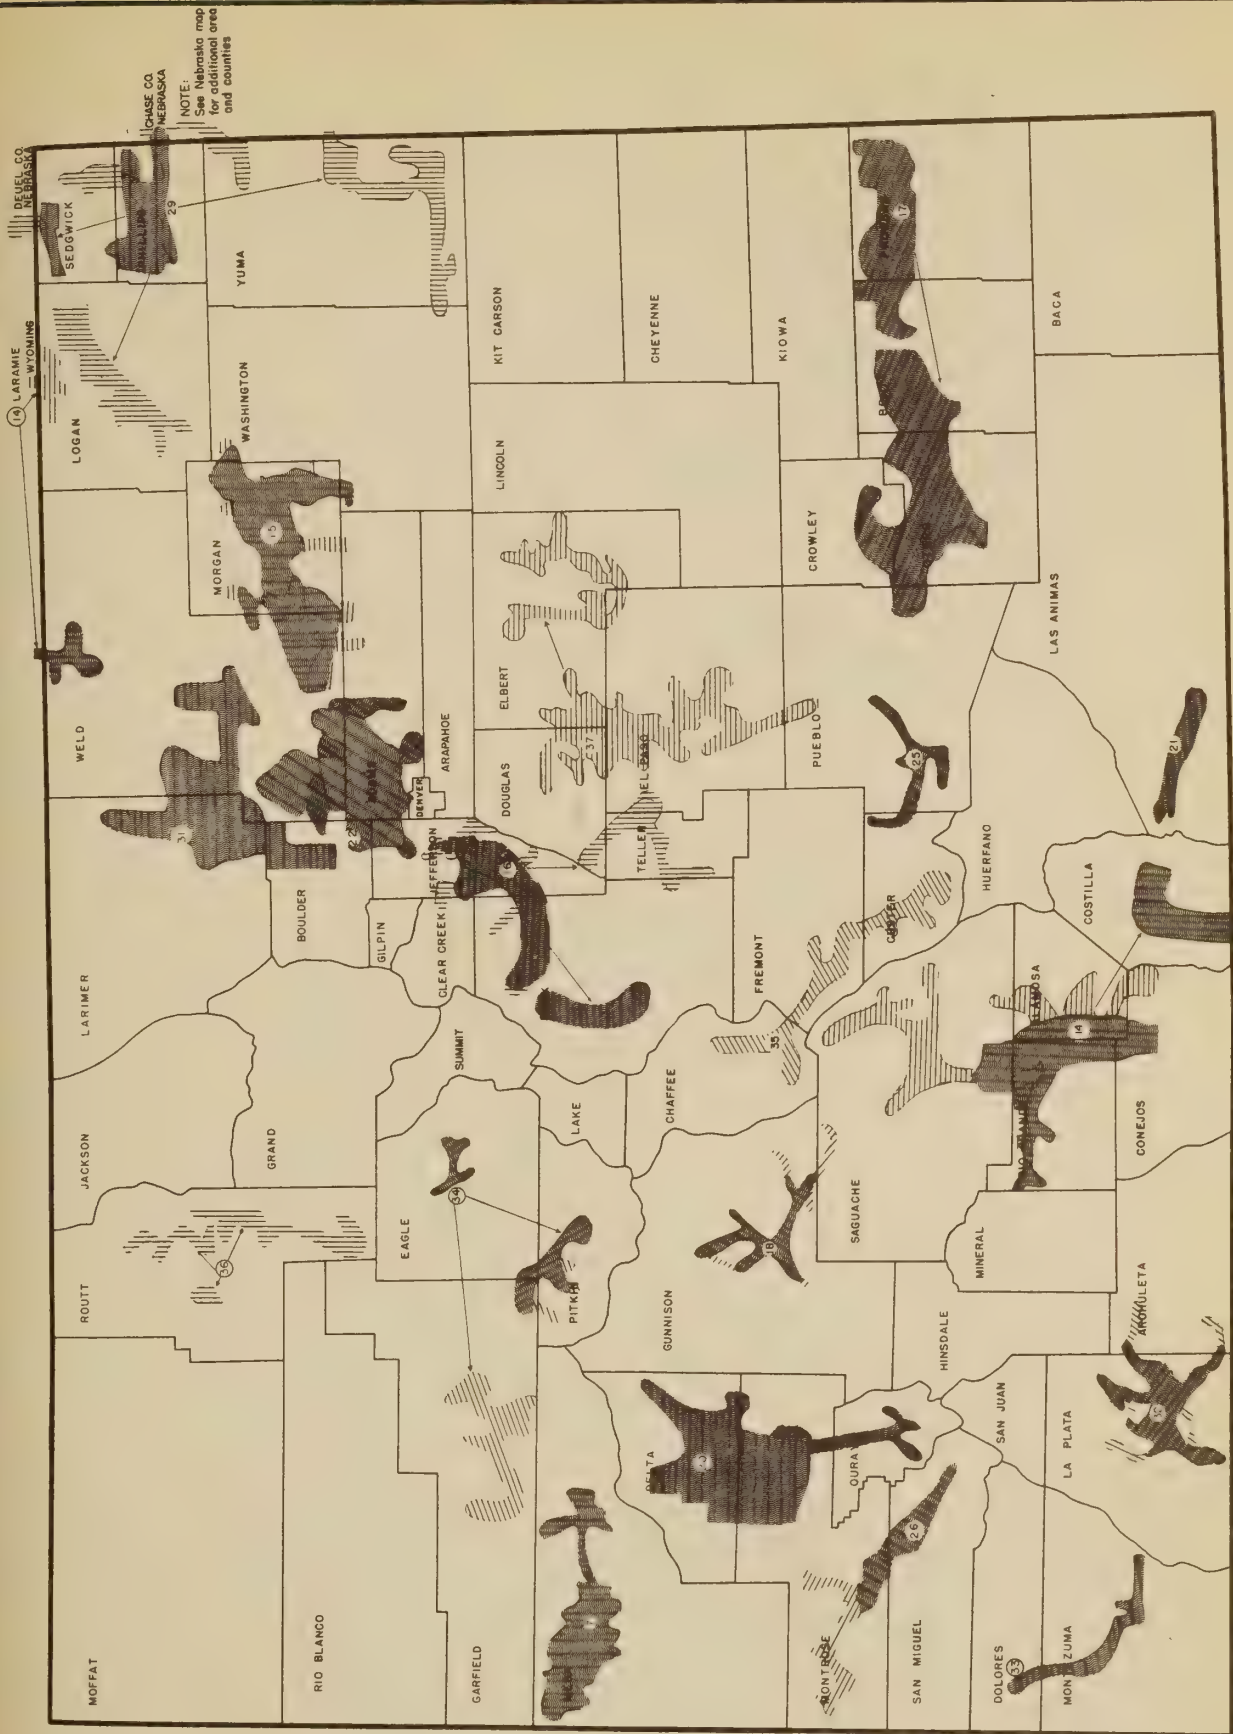 DEUEL CO.
NEBRASKA
CHASE CO.
NEBRASKA
NOTE:
See Nebraska map
for additional area
and counties
14
LARAMIE
WYOMING
SEDGWICK
29
LOGAN
YUMA
WASHINGTON
MORGAN
15
WELD
31
LARIMER
JACKSON
ROUTT
36
MOFFAT
RIO BLANCO
GRAND
BOULDER
GILPIN
CLEAR CREEK
JEFFERSON
DENVER
ADAMS
22
ARAPAHOE
KIT CARSON
LINCOLN
ELBERT
DOUGLAS
37
16
SUMMIT
EAGLE
34
GARFIELD
CHEYENNE
KIOWA
EL PASO
TELLER
LAKE
PITKIN
CHAFFEE
35
FREMONT
CROWLEY
17
PUEBLO
25
CUSTER
GUNNISON
18
SAGUACHE
DELTA
MONTROSE
OURAY
26
SAN MIGUEL
HINSDALE
MINERAL
SAN JUAN
DOLORES
33
MONTEZUMA
LA PLATA
ARCHULETA
CONEJOS
ALAMOSA
14
COSTILLA
HUERFANO
LAS ANIMAS
21
BACA